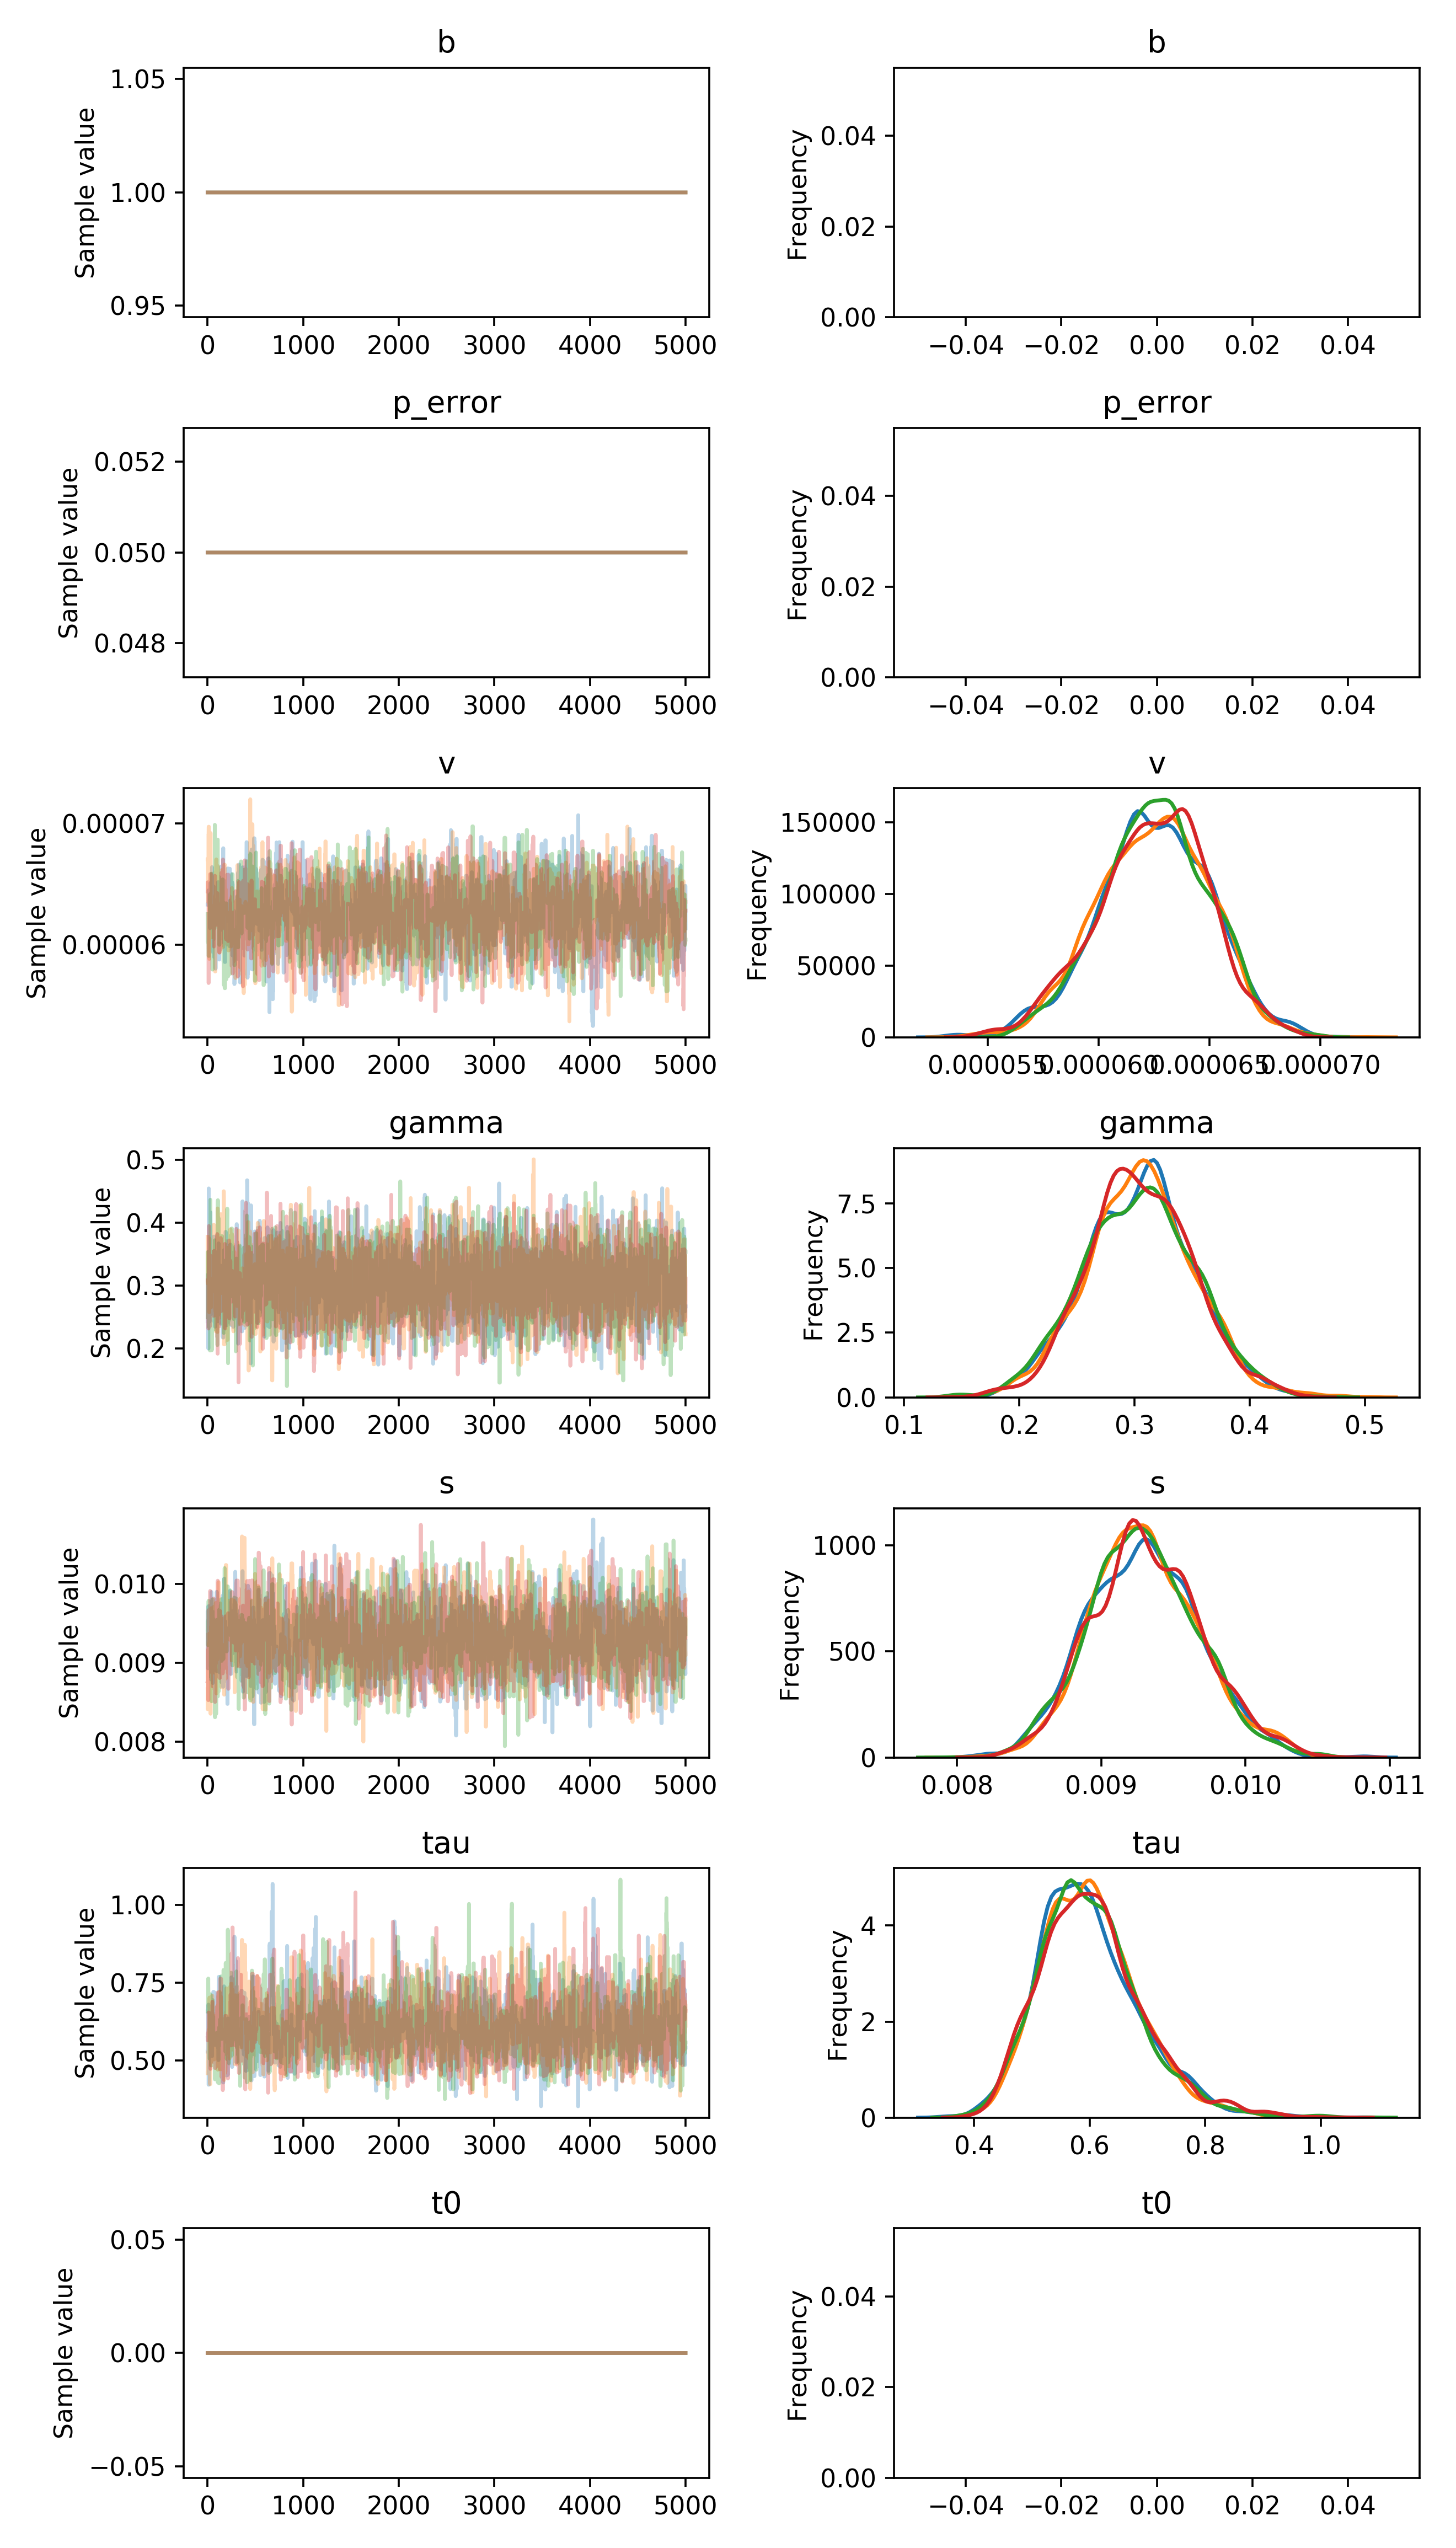 b
Sample value
1.05
1.00
0.95
0 1000 2000 3000 4000 5000
b
Frequency
0.04
0.02
0.00
−0.04 −0.02 0.00 0.02 0.04
p_error
Sample value
0.052
0.050
0.048
0 1000 2000 3000 4000 5000
p_error
Frequency
0.04
0.02
0.00
−0.04 −0.02 0.00 0.02 0.04
v
Sample value
0.00007
0.00006
0 1000 2000 3000 4000 5000
v
Frequency
150000
100000
50000
0
0.000055 0.000060 0.000065 0.000070
gamma
Sample value
0.5
0.4
0.3
0.2
0 1000 2000 3000 4000 5000
gamma
Frequency
7.5
5.0
2.5
0.0
0.1 0.2 0.3 0.4 0.5
s
Sample value
0.010
0.009
0.008
0 1000 2000 3000 4000 5000
s
Frequency
1000
500
0
0.008 0.009 0.010 0.011
tau
Sample value
1.00
0.75
0.50
0 1000 2000 3000 4000 5000
tau
Frequency
4
2
0
0.4 0.6 0.8 1.0
t0
Sample value
0.05
0.00
−0.05
0 1000 2000 3000 4000 5000
t0
Frequency
0.04
0.02
0.00
−0.04 −0.02 0.00 0.02 0.04